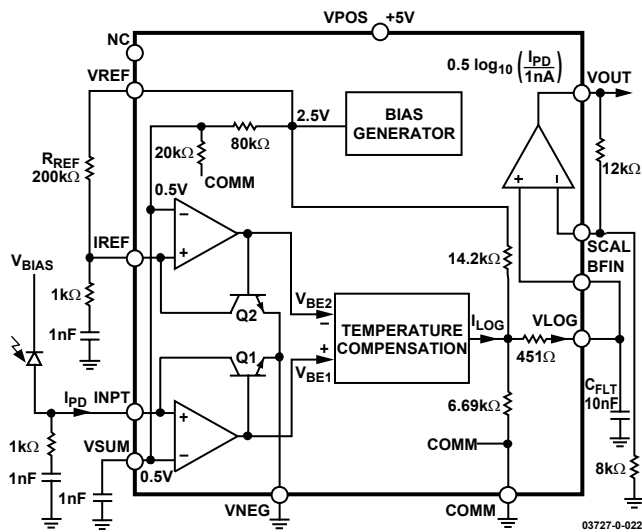 VPOS +5V
NC
VREF
0.5 log10 (IPD/1nA)
VOUT
2.5V
BIAS
GENERATOR
80kΩ
20kΩ
COMM
RREF
200kΩ
12kΩ
0.5V
–
+
+ –
IREF
SCAL
BFIN
14.2kΩ
VBIAS
1kΩ
1nF
Q2
VBE2
–
TEMPERATURE
COMPENSATION
ILOG
VLOG
451Ω
Q1
+
VBE1
IPD INPT
+
–
CFLT
10nF
6.69kΩ
1kΩ
VSUM
0.5V
COMM
1nF
1nF
8kΩ
VNEG
COMM
03727-0-022